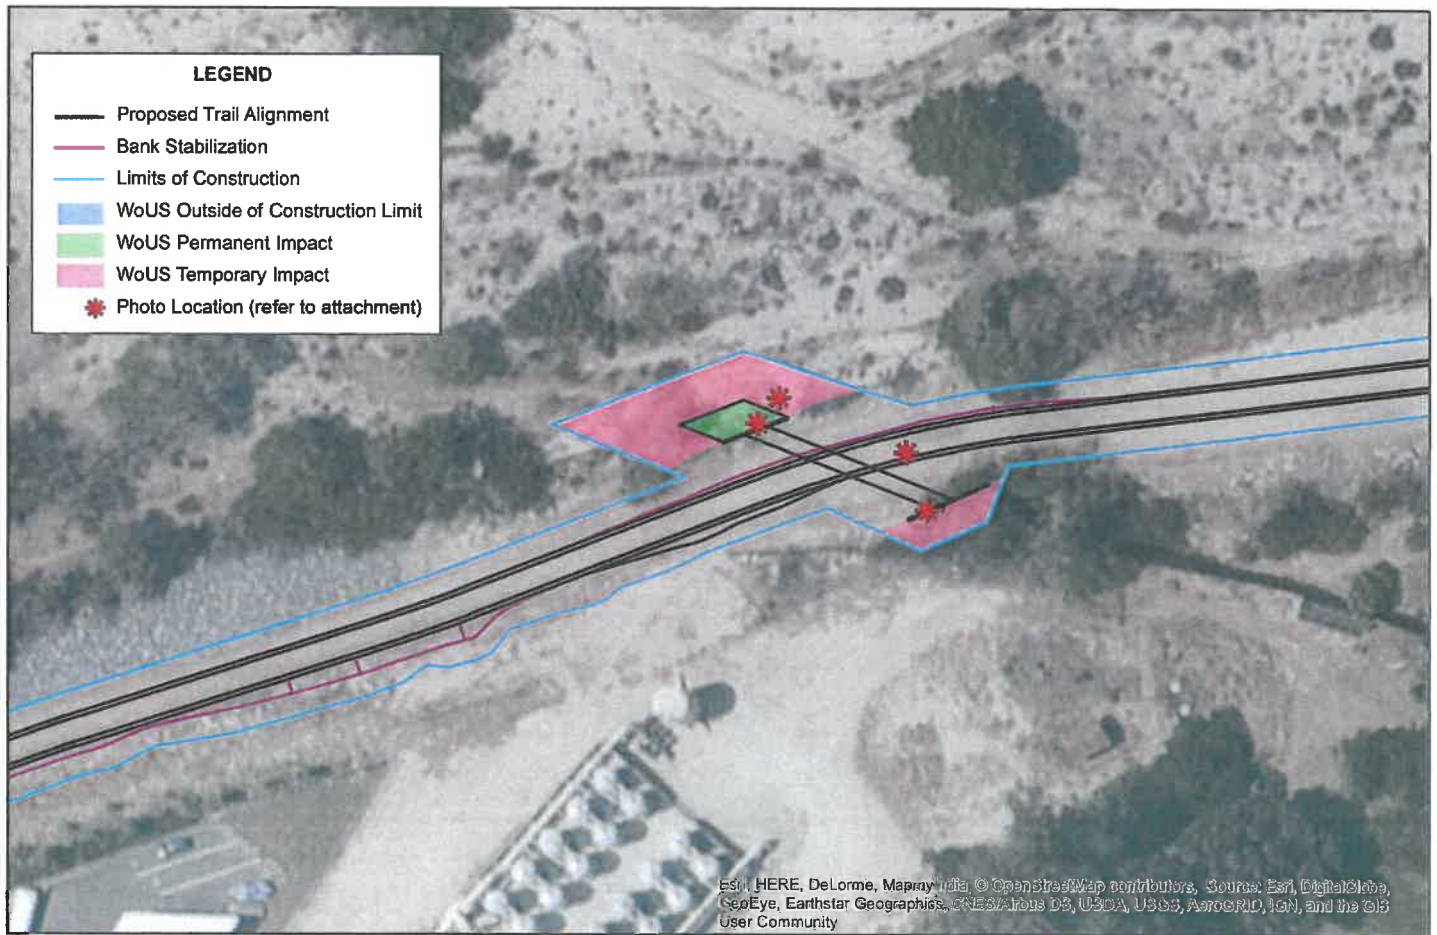 LEGEND
Proposed Trail Alignment
Bank Stabilization
Limits of Construction
WoUS Outside of Construction Limit
WoUS Permanent Impact
WoUS Temporary Impact
Photo Location (refer to attachment)
Esri, HERE, DeLorme, MapmyIndia, © OpenStreetMap contributors, Source: Esri, DigitalGlobe,
GeoEye, Earthstar Geographics, CNES/Airbus DS, USDA, USGS, AeroGRID, IGN, and the GIS
User Community